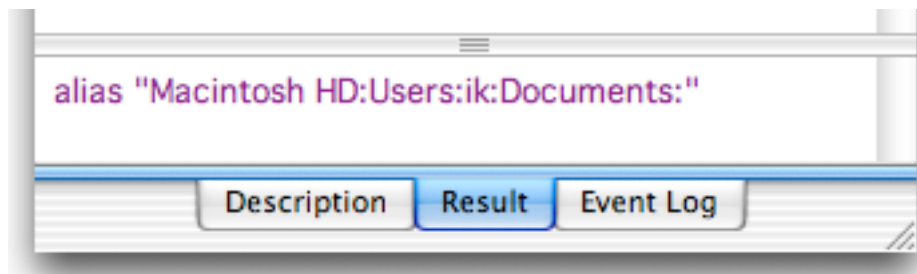 alias "Macintosh HD:Users:ik:Documents:"
Description Result Event Log